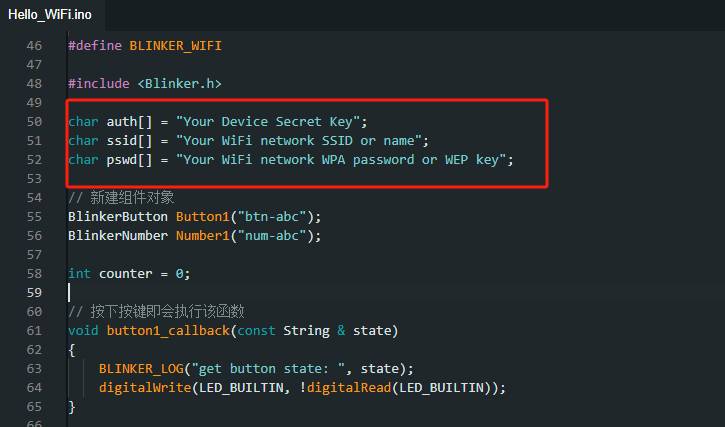 Hello_WiFi.ino
46 #define BLINKER_WIFI
47
48 #include <Blinker.h>
49
50 char auth[] = "Your Device Secret Key";
51 char ssid[] = "Your WiFi network SSID or name";
52 char pswd[] = "Your WiFi network WPA password or WEP key";
53
54 // 新建组件对象
55 BlinkerButton Button1("btn-abc");
56 BlinkerNumber Number1("num-abc");
57
58 int counter = 0;
59
60 // 按下按键即会执行该函数
61 void button1_callback(const String & state)
62 {
63 BLINKER_LOG("get button state: ", state);
64 digitalWrite(LED_BUILTIN, !digitalRead(LED_BUILTIN));
65 }
66